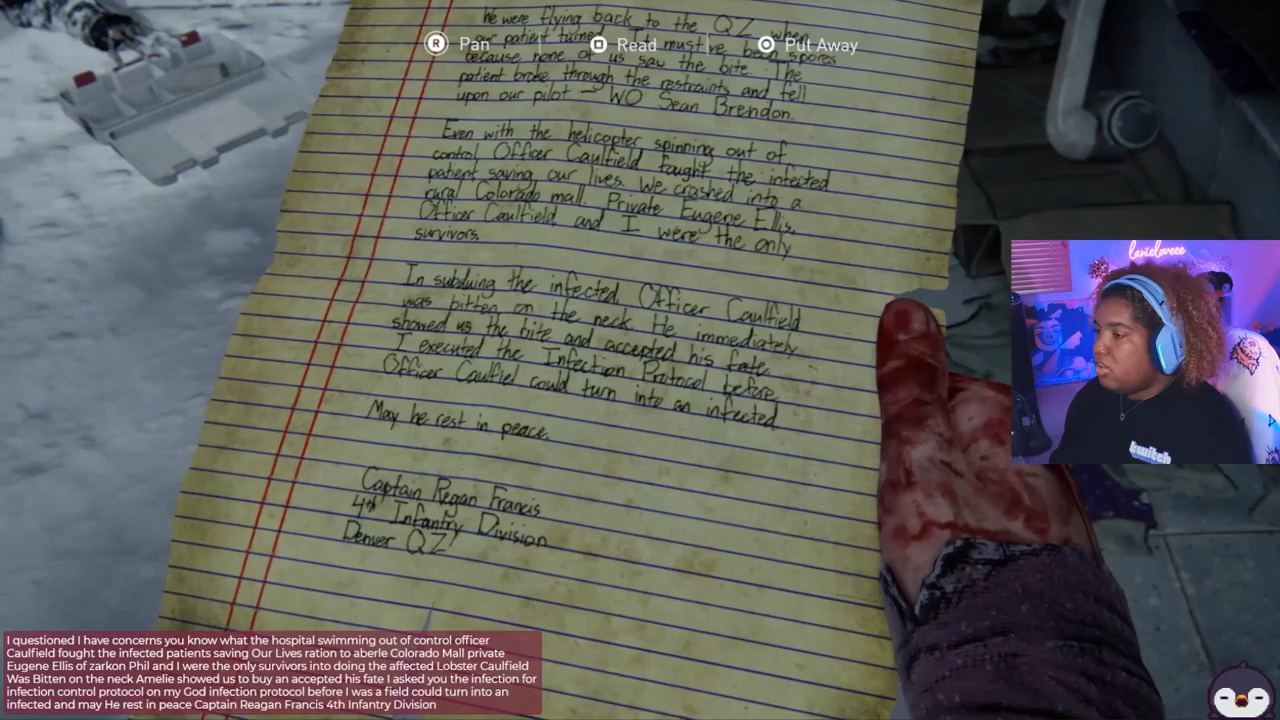 We were flying back to the QZ when
our patient turned. It must've been spores
because none of us saw the bite. The
patient broke through the restraints and fell
upon our pilot — WO Sean Brendon.
Even with the helicopter spinning out of
control Officer Caulfield fought the infected
patient saving our lives. We crashed into a
rural Colorado mall. Private Eugene Ellis,
Officer Caulfield, and I were the only
survivors.
In subduing the infected, Officer Caulfield
was bitten on the neck. He immediately
showed us the bite and accepted his fate.
I executed the Infection Protocol before
Officer Caulfiel could turn into an infected.
May he rest in peace.
Captain Regan Francis
4th Infantry Division
Denver QZ
R Pan
Read
Put Away
lovieloveee
twitch
I questioned I have concerns you know what the hospital swimming out of control officer
Caulfield fought the infected patients saving Our Lives ration to aberle Colorado Mall private
Eugene Ellis of zarkon Phil and I were the only survivors into doing the affected Lobster Caulfield
Was Bitten on the neck Amelie showed us to buy an accepted his fate I asked you the infection for
infection control protocol on my God infection protocol before I was a field could turn into an
infected and may He rest in peace Captain Reagan Francis 4th Infantry Division